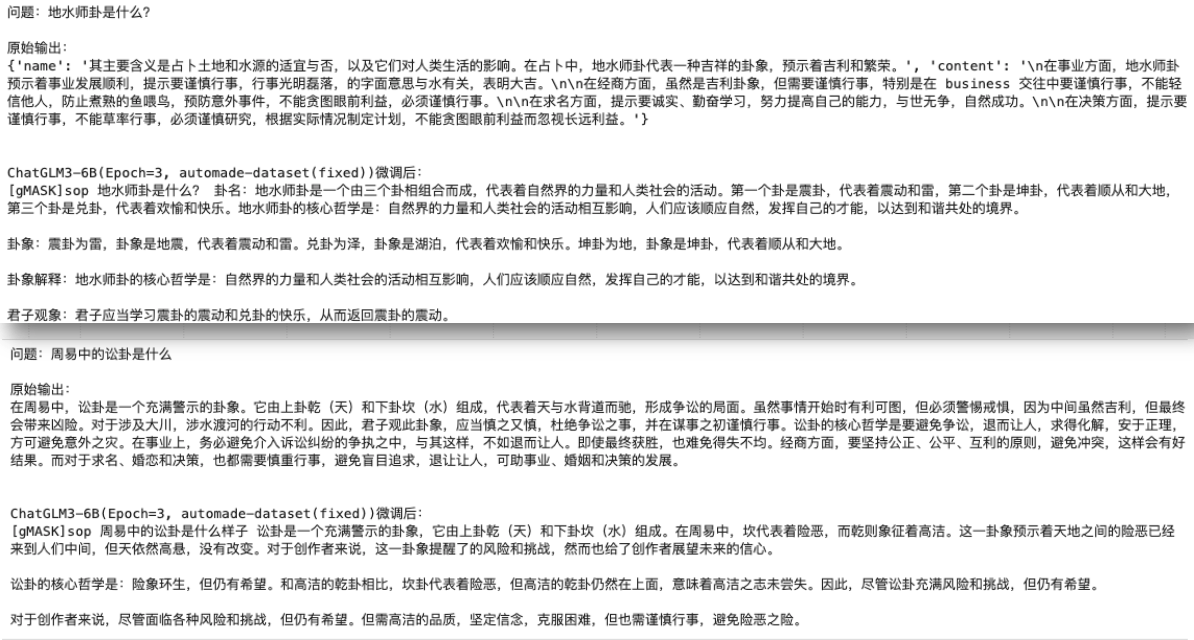 问题：地水师卦是什么？
原始输出：
{'name': '其主要含义是占卜土地和水源的适宜与否，以及它们对人类生活的影响。在占卜中，地水师卦代表一种吉祥的卦象，预示着吉利和繁荣。', 'content': '\n在事业方面，地水师卦
预示着事业发展顺利，提示要谨慎行事，行事光明磊落，的字面意思与水有关，表明大吉。\n\n在经商方面，虽然是吉利卦象，但需要谨慎行事，特别是在 business 交往中要谨慎行事，不能轻
信他人，防止煮熟的鱼喂鸟，预防意外事件，不能贪图眼前利益，必须谨慎行事。\n\n在求名方面，提示要诚实、勤奋学习，努力提高自己的能力，与世无争，自然成功。\n\n在决策方面，提示要
谨慎行事，不能草率行事，必须谨慎研究，根据实际情况制定计划，不能贪图眼前利益而忽视长远利益。'}
ChatGLM3-6B(Epoch=3, automade-dataset(fixed))微调后：
[gMASK]sop 地水师卦是什么？ 卦名：地水师卦是一个由三个卦相组合而成，代表着自然界的力量和人类社会的活动。第一个卦是震卦，代表着震动和雷，第二个卦是坤卦，代表着顺从和大地，
第三个卦是兑卦，代表着欢愉和快乐。地水师卦的核心哲学是：自然界的力量和人类社会的活动相互影响，人们应该顺应自然，发挥自己的才能，以达到和谐共处的境界。
卦象：震卦为雷，卦象是地震，代表着震动和雷。兑卦为泽，卦象是湖泊，代表着欢愉和快乐。坤卦为地，卦象是坤卦，代表着顺从和大地。
卦象解释：地水师卦的核心哲学是：自然界的力量和人类社会的活动相互影响，人们应该顺应自然，发挥自己的才能，以达到和谐共处的境界。
君子观象：君子应当学习震卦的震动和兑卦的快乐，从而返回震卦的震动。
问题：周易中的讼卦是什么
原始输出：
在周易中，讼卦是一个充满警示的卦象。它由上卦乾（天）和下卦坎（水）组成，代表着天与水背道而驰，形成争讼的局面。虽然事情开始时有利可图，但必须警惕戒惧，因为中间虽然吉利，但最终
会带来凶险。对于涉及大川，涉水渡河的行动不利。因此，君子观此卦象，应当慎之又慎，杜绝争讼之事，并在谋事之初谨慎行事。讼卦的核心哲学是要避免争讼，退而让人，求得化解，安于正理，
方可避免意外之灾。在事业上，务必避免介入诉讼纠纷的争执之中，与其这样，不如退而让人。即使最终获胜，也难免得失不均。经商方面，要坚持公正、公平、互利的原则，避免冲突，这样会有好
结果。而对于求名、婚恋和决策，也都需要慎重行事，避免盲目追求，退让让人，可助事业、婚姻和决策的发展。
ChatGLM3-6B(Epoch=3, automade-dataset(fixed))微调后：
[gMASK]sop 周易中的讼卦是什么样子 讼卦是一个充满警示的卦象，它由上卦乾（天）和下卦坎（水）组成。在周易中，坎代表着险恶，而乾则象征着高洁。这一卦象预示着天地之间的险恶已经
来到人们中间，但天依然高悬，没有改变。对于创作者来说，这一卦象提醒了的风险和挑战，然而也给了创作者展望未来的信心。
讼卦的核心哲学是：险象环生，但仍有希望。和高洁的乾卦相比，坎卦代表着险恶，但高洁的乾卦仍然在上面，意味着高洁之志未尝失。因此，尽管讼卦充满风险和挑战，但仍有希望。
对于创作者来说，尽管面临各种风险和挑战，但仍有希望。但需高洁的品质，坚定信念，克服困难，但也需谨慎行事，避免险恶之险。